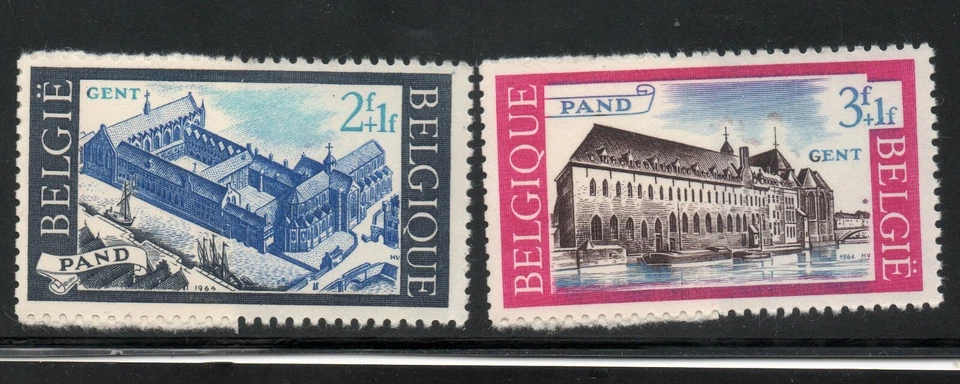 BELGIË
GENT
2f+1f
BELGIQUE
PAND
1964
HV
BELGIQUE
PAND
3f+1f
GENT
BELGIË
1964 HV